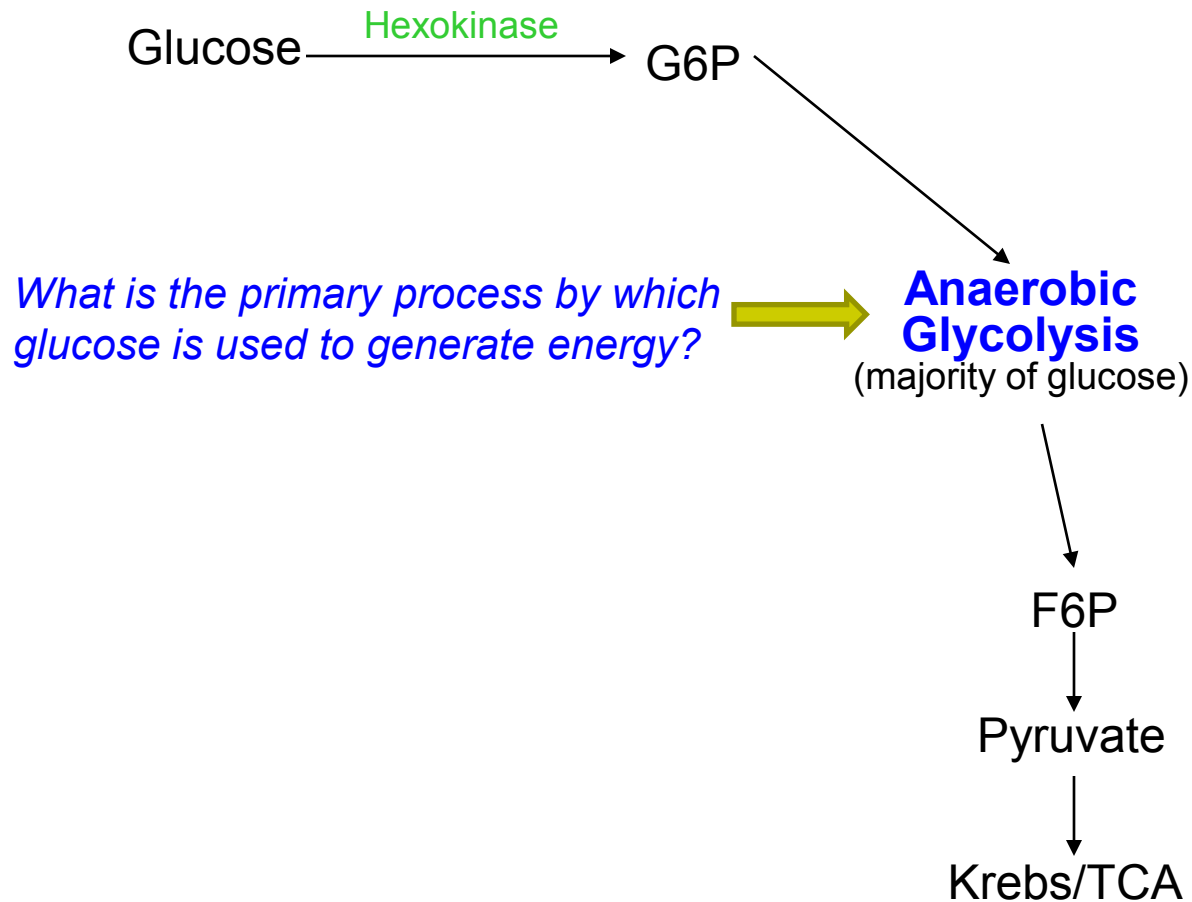 Hexokinase
Glucose
G6P
What is the primary process by which
glucose is used to generate energy?
Anaerobic
Glycolysis
(majority of glucose)
F6P
Pyruvate
Krebs/TCA